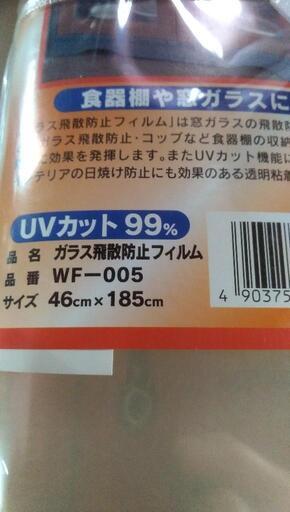 食器棚や窓ガラスに
ラス飛散防止フィルム」は窓ガラスの飛散防
ガラス飛散防止・コップなど食器棚の収納
に効果を発揮します。またUVカット機能に
テリアの日焼け防止にも効果のある透明粘着
UVカット99%
品名 ガラス飛散防止フィルム
品番 WF-005
サイズ 46cm×185cm
4 90375